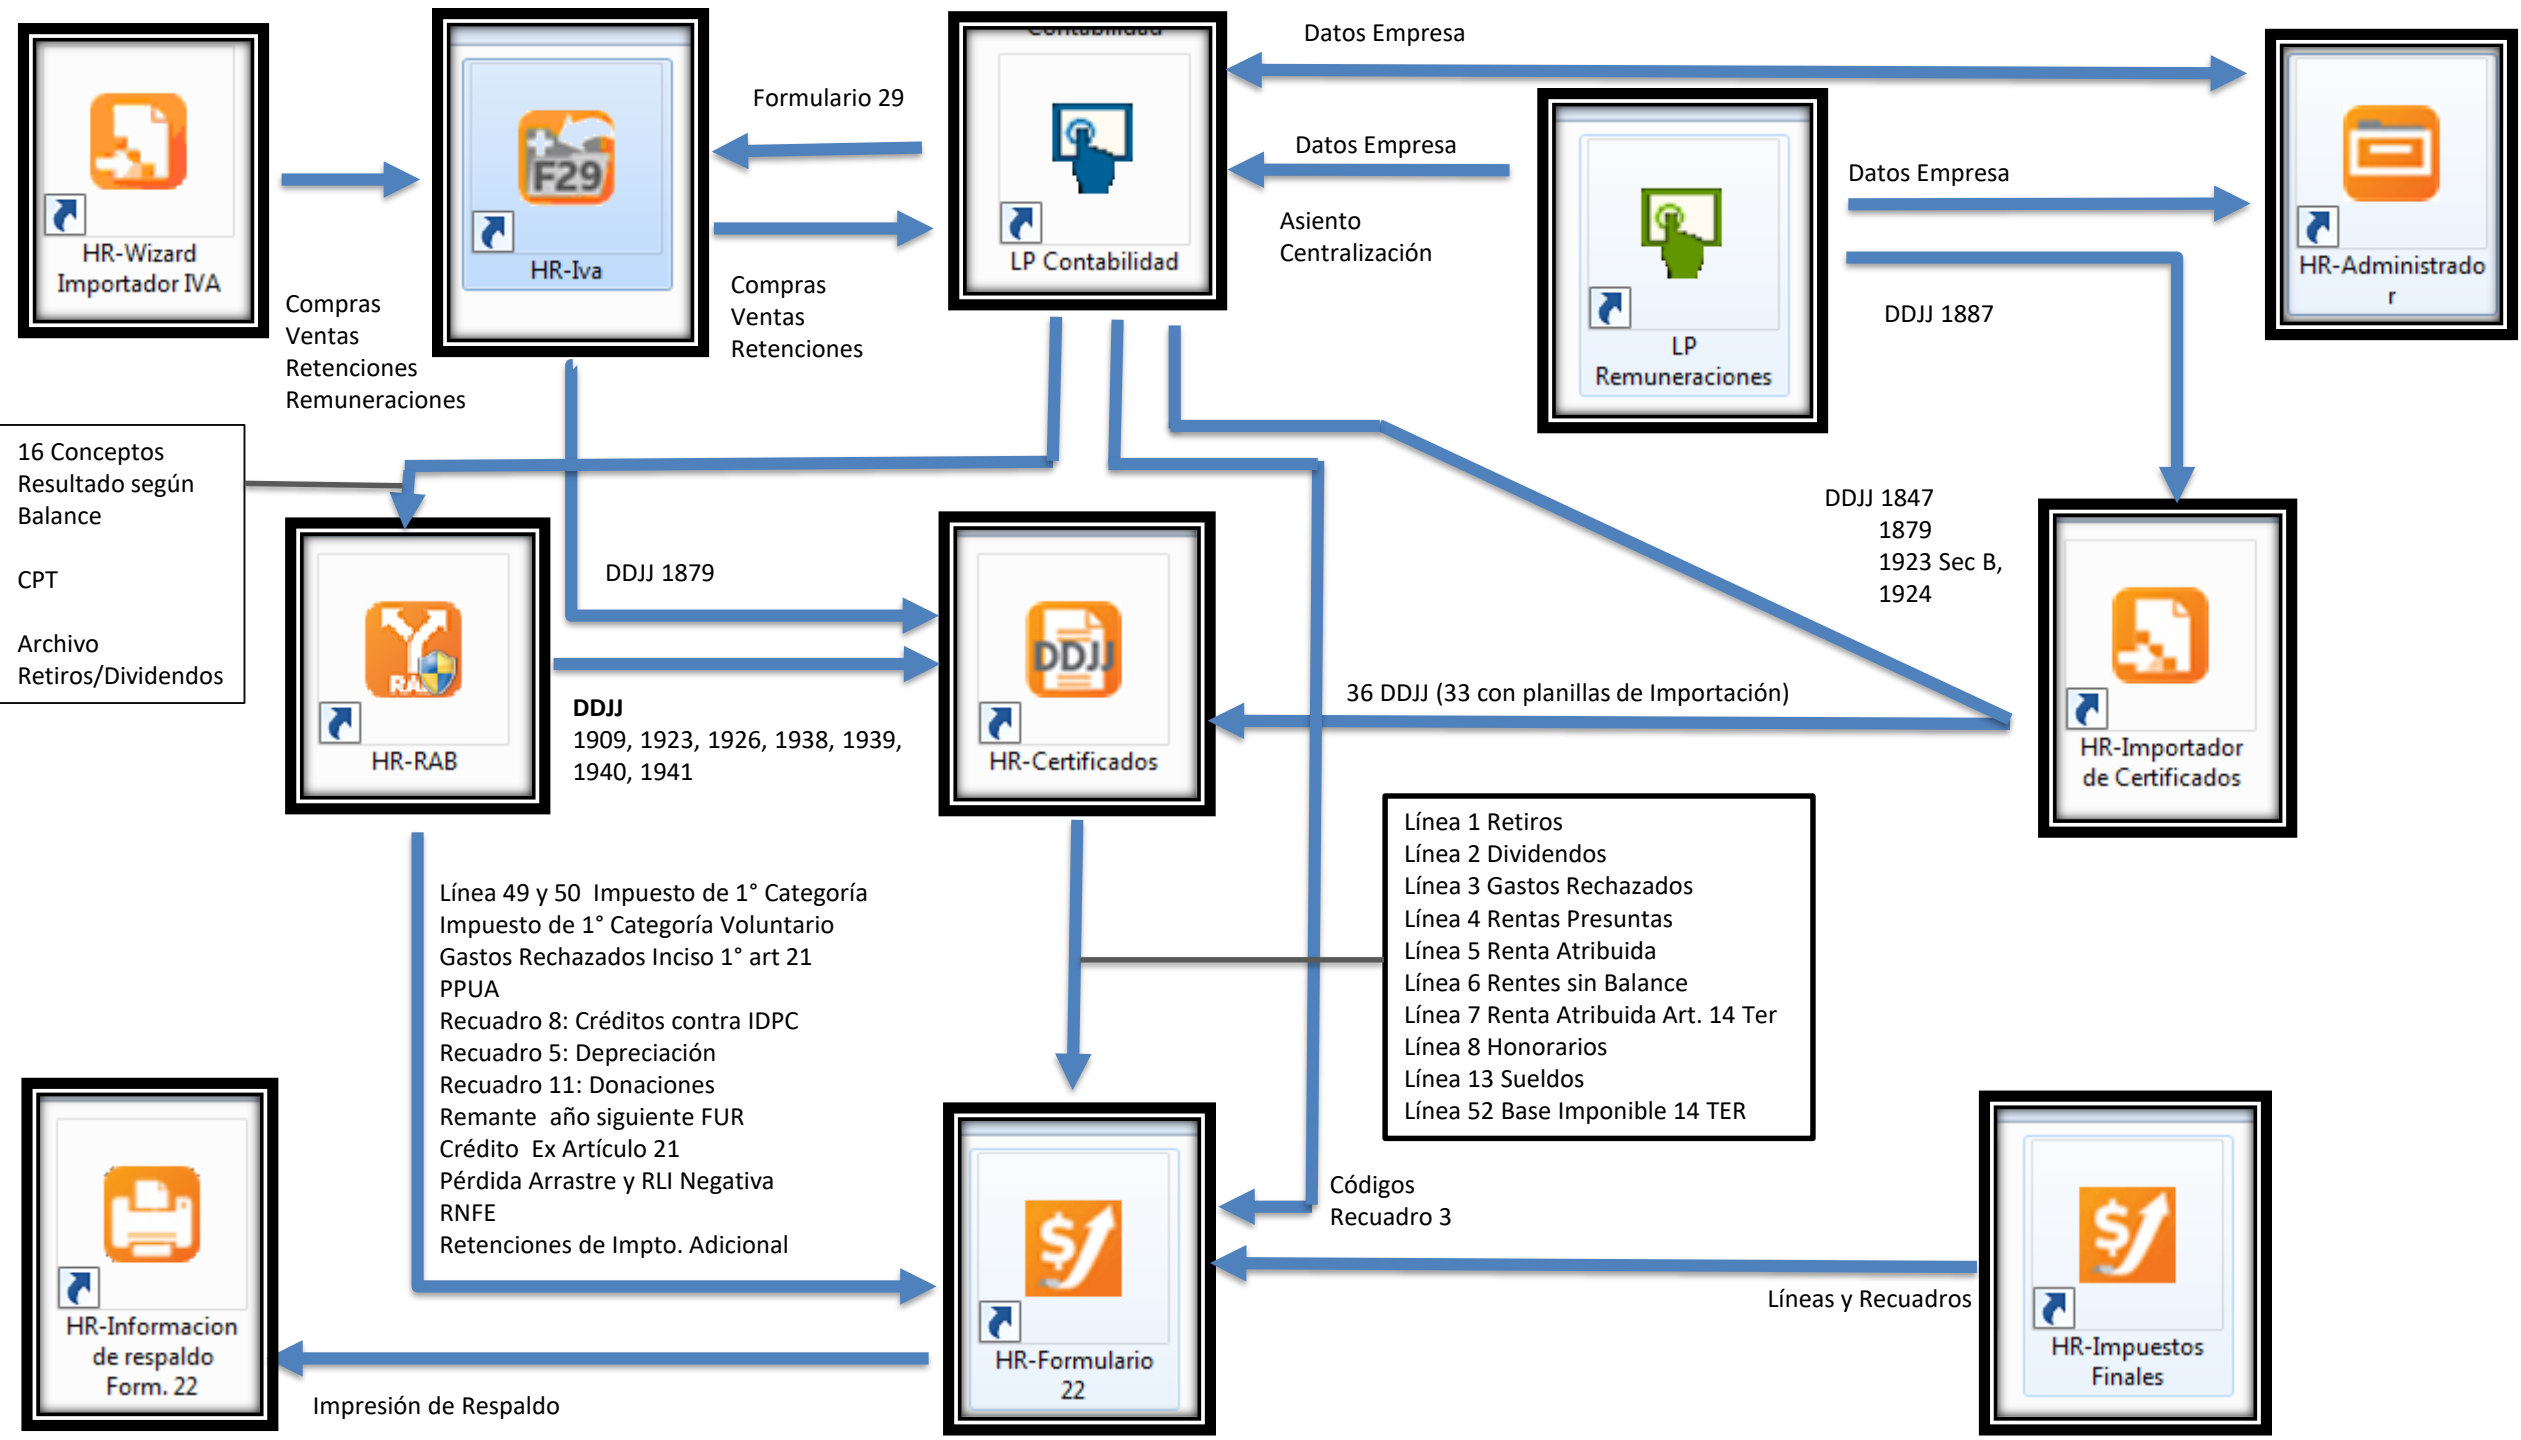 Contabilidad
Datos Empresa
Formulario 29
F29
Datos Empresa
Datos Empresa
Asiento
Centralización
HR-Wizard
Importador IVA
HR-Iva
LP Contabilidad
HR-Administrado
r
Compras
Ventas
Retenciones
Remuneraciones
Compras
Ventas
Retenciones
DDJJ 1887
LP
Remuneraciones
16 Conceptos
Resultado según
Balance
CPT
Archivo
Retiros/Dividendos
DDJJ 1847
1879
1923 Sec B,
1924
DDJJ 1879
RAB
HR-RAB
DDJJ
1909, 1923, 1926, 1938, 1939,
1940, 1941
DDJJ
HR-Certificados
36 DDJJ (33 con planillas de Importación)
HR-Importador
de Certificados
Línea 1 Retiros
Línea 2 Dividendos
Línea 3 Gastos Rechazados
Línea 4 Rentas Presuntas
Línea 5 Renta Atribuida
Línea 6 Rentes sin Balance
Línea 7 Renta Atribuida Art. 14 Ter
Línea 8 Honorarios
Línea 13 Sueldos
Línea 52 Base Imponible 14 TER
Línea 49 y 50  Impuesto de 1° Categoría
Impuesto de 1° Categoría Voluntario
Gastos Rechazados Inciso 1° art 21
PPUA
Recuadro 8: Créditos contra IDPC
Recuadro 5: Depreciación
Recuadro 11: Donaciones
Remante  año siguiente FUR
Crédito  Ex Artículo 21
Pérdida Arrastre y RLI Negativa
RNFE
Retenciones de Impto. Adicional
Códigos
Recuadro 3
Líneas y Recuadros
HR-Informacion
de respaldo
Form. 22
Impresión de Respaldo
$
HR-Formulario
22
$
HR-Impuestos
Finales